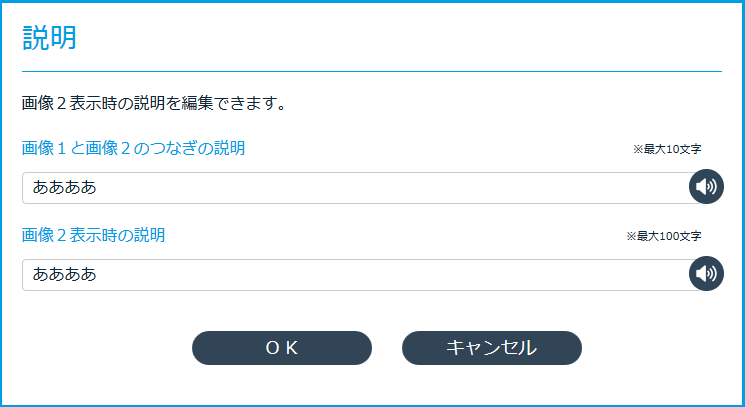 説明
画像２表示時の説明を編集できます。
画像１と画像２のつなぎの説明
※最大10文字
ああああ
画像２表示時の説明
※最大100文字
ああああ
ＯＫ
キャンセル